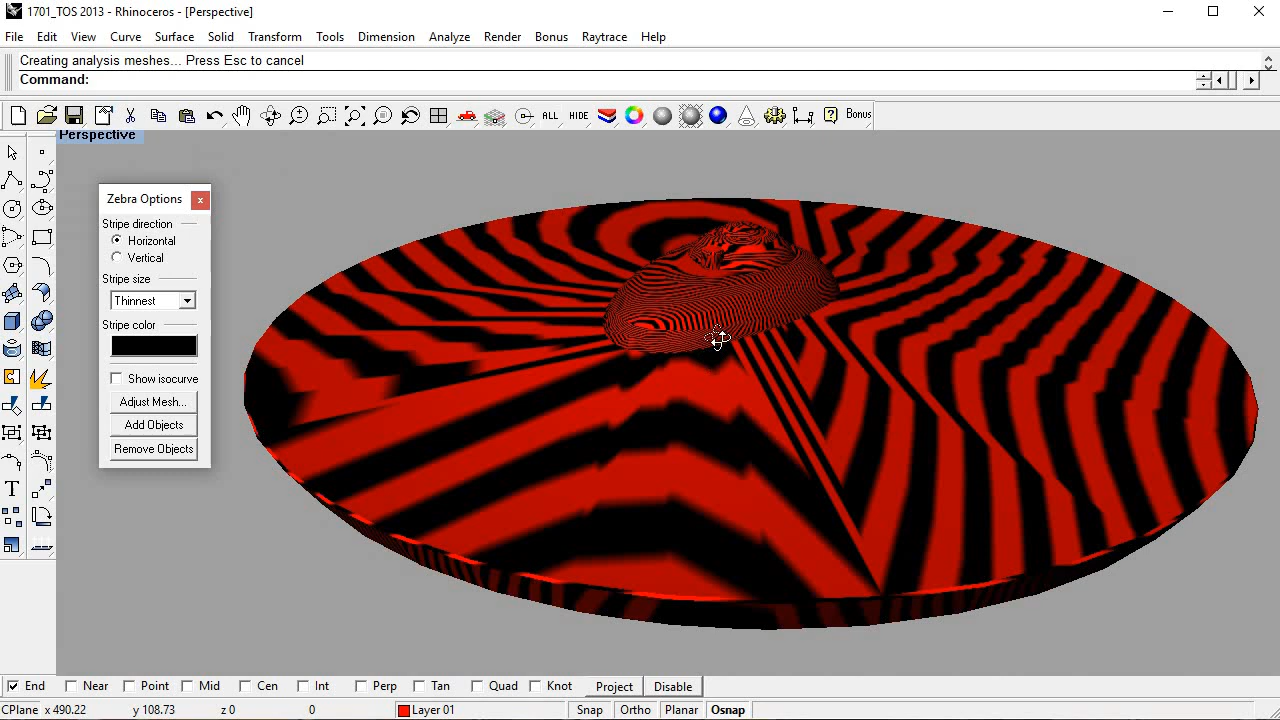 1701_TOS 2013 - Rhinoceros - [Perspective]
File Edit View Curve Surface Solid Transform Tools Dimension Analyze Render Bonus Raytrace Help
Creating analysis meshes... Press Esc to cancel
Command:
ALL HIDE Bonus
Perspective
Zebra Options
Stripe direction
Horizontal
Vertical
Stripe size
Thinnest
Stripe color
Show isocurve
Adjust Mesh...
Add Objects
Remove Objects
End Near Point Mid Cen Int Perp Tan Quad Knot Project Disable
CPlane x 490.22 y 108.73 z 0 0 Layer 01 Snap Ortho Planar Osnap